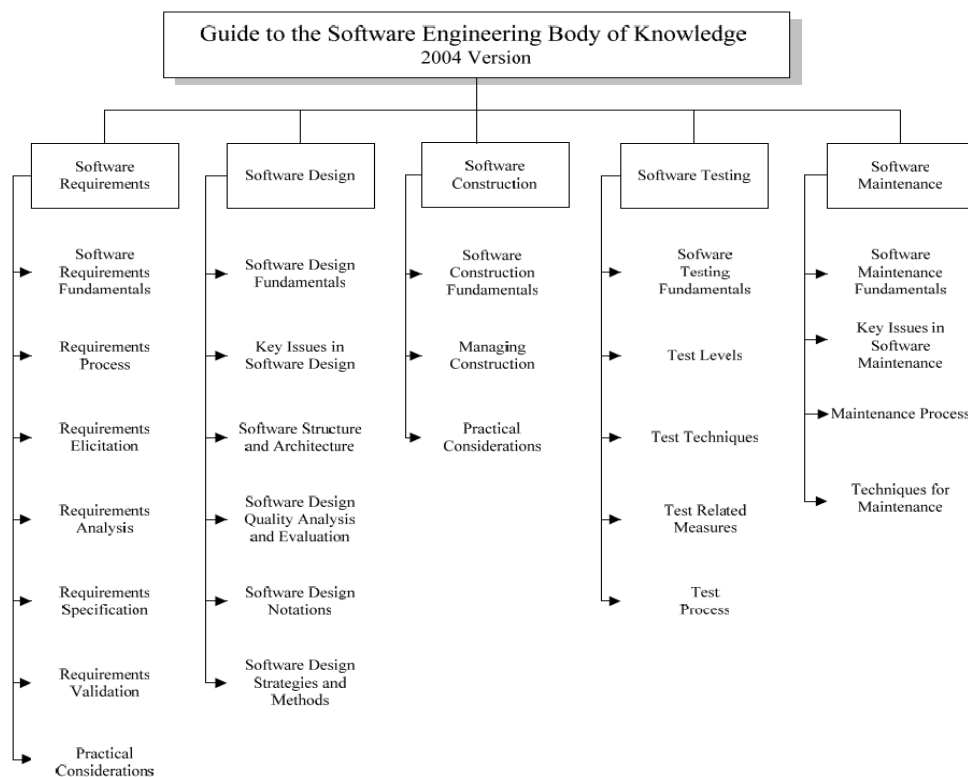 Guide to the Software Engineering Body of Knowledge
2004 Version
Software
Requirements
Software Design
Software
Construction
Software Testing
Software
Maintenance
Software
Requirements
Fundamentals
Requirements
Process
Requirements
Elicitation
Requirements
Analysis
Requirements
Specification
Requirements
Validation
Practical
Considerations
Software Design
Fundamentals
Key Issues in
Software Design
Software Structure
and Architecture
Software Design
Quality Analysis
and Evaluation
Software Design
Notations
Software Design
Strategies and
Methods
Software
Construction
Fundamentals
Managing
Construction
Practical
Considerations
Sofware
Testing
Fundamentals
Test Levels
Test Techniques
Test Related
Measures
Test
Process
Software
Maintenance
Fundamentals
Key Issues in
Software
Maintenance
Maintenance Process
Techniques for
Maintenance